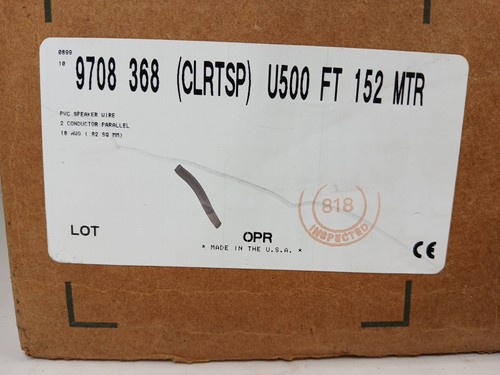 0899
10
9708 368 (CLRTSP) U500 FT 152 MTR
PVC SPEAKER WIRE
2 CONDUCTOR PARALLEL
18 AWG (.82 SQ MM)
818
INSPECTED
LOT
OPR
* MADE IN THE U.S.A. *
CE